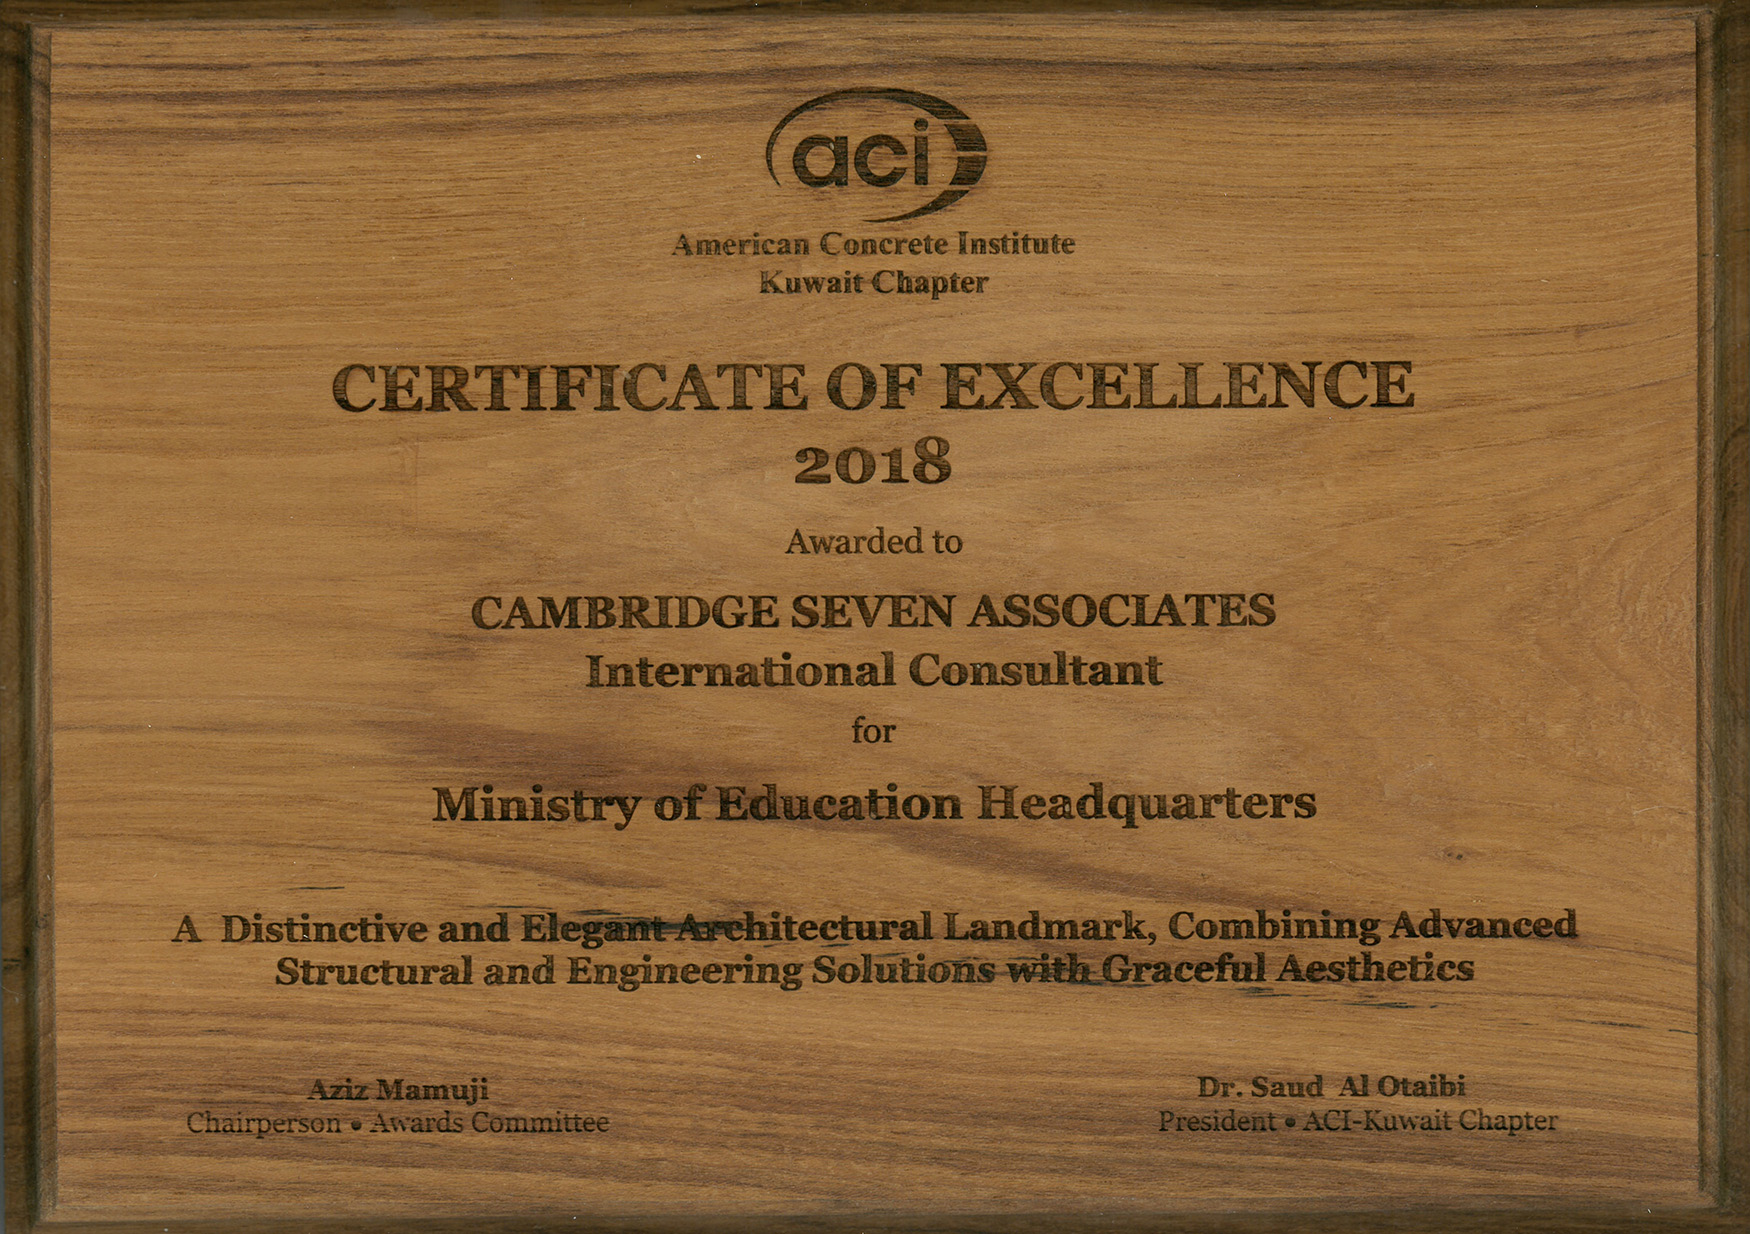 aci
American Concrete Institute
Kuwait Chapter
CERTIFICATE OF EXCELLENCE
2018
Awarded to
CAMBRIDGE SEVEN ASSOCIATES
International Consultant
for
Ministry of Education Headquarters
A Distinctive and Elegant Architectural Landmark, Combining Advanced
Structural and Engineering Solutions with Graceful Aesthetics
Aziz Mamuji
Chairperson • Awards Committee
Dr. Saud Al Otaibi
President • ACI-Kuwait Chapter